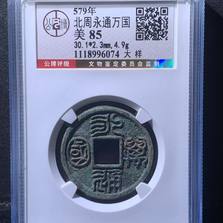 579年
北周永通万国
美 85
30.1*2.3mm,4.9g
1118996074 大样
公博评级 文物鉴定委员会监制
永通萬國